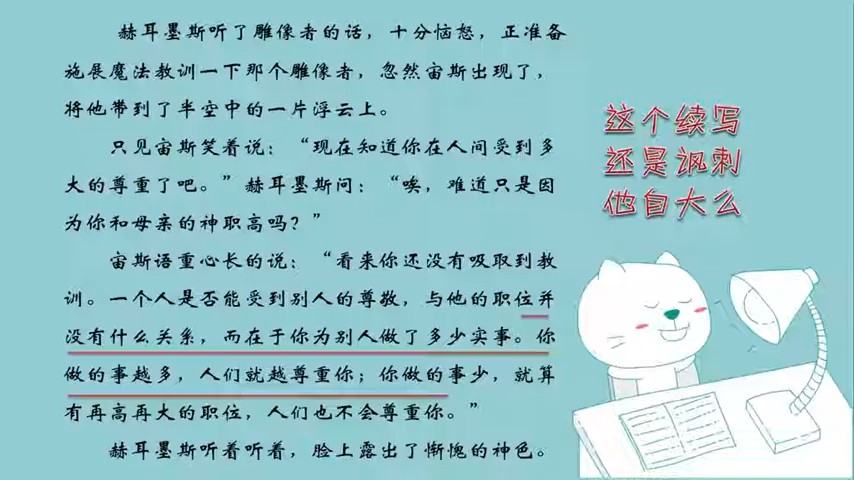 赫耳墨斯听了雕像者的话，十分恼怒，正准备
施展魔法教训一下那个雕像者，忽然宙斯出现了，
将他带到了半空中的一片浮云上。
只见宙斯笑着说：“现在知道你在人间受到多
大的尊重了吧。”赫耳墨斯问：“唉，难道只是因
为你和母亲的神职高吗？”
宙斯语重心长的说：“看来你还没有吸取到教
训。一个人是否能受到别人的尊敬，与他的职位并
没有什么关系，而在于你为别人做了多少实事。你
做的事越多，人们就越尊重你；你做的事少，就算
有再高再大的职位，人们也不会尊重你。”
赫耳墨斯听着听着，脸上露出了惭愧的神色。
这个续写
还是讽刺
他自大么